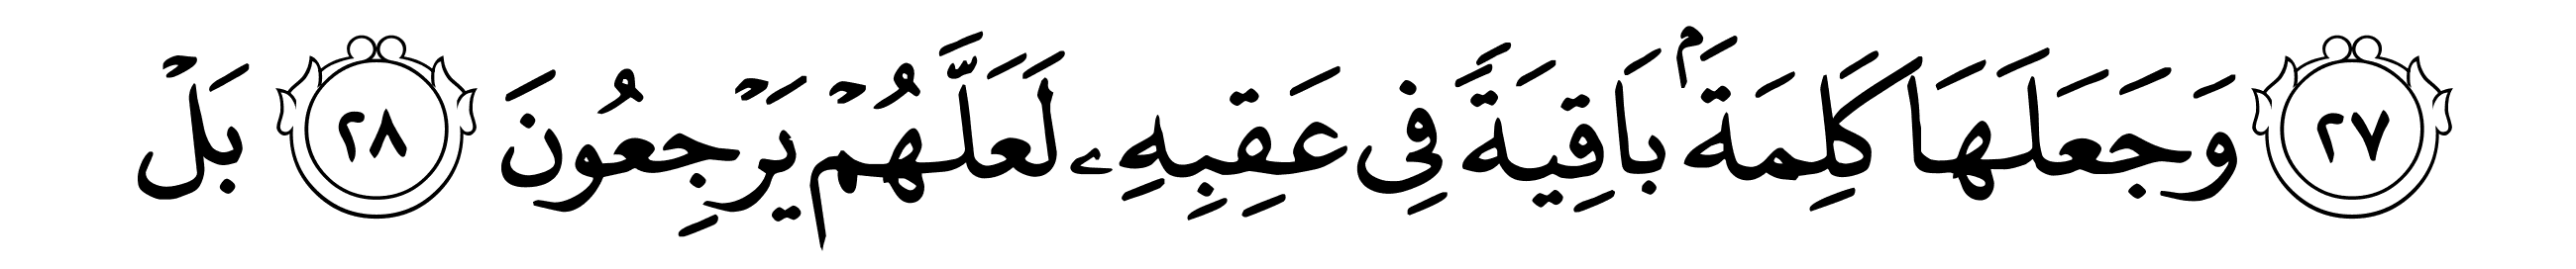 ٢٧ وَجَعَلَهَا كَلِمَةَۢ بَاقِيَةً فِى عَقِبِهِۦ لَعَلَّهُمْ يَرْجِعُونَ ٢٨ بَلْ